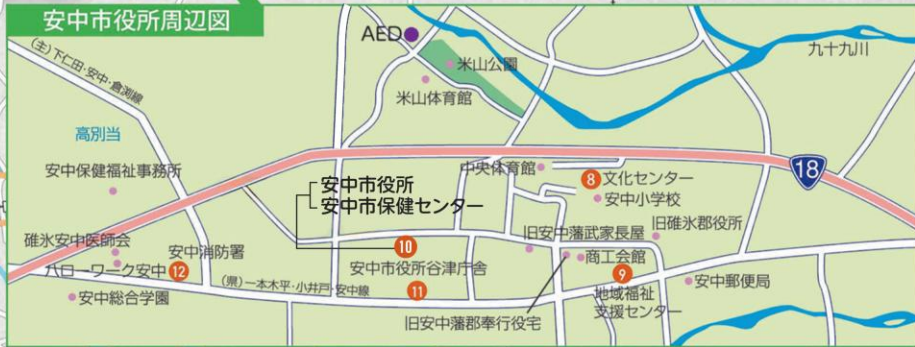 安中市役所周辺図
AED
米山公園
九十九川
(主)下仁田・安中・倉渕線
米山体育館
高別当
安中保健福祉事務所
中央体育館
18
8 文化センター
安中市役所
安中市保健センター
安中小学校
旧碓氷郡役所
碓氷安中医師会
安中消防署
10
旧安中藩武家長屋
ハローワーク安中 12
安中市役所谷津庁舎
商工会館
9
安中郵便局
安中総合学園
(県)一本木平・小井戸・安中線
11
地域福祉
支援センター
旧安中藩郡奉行役宅